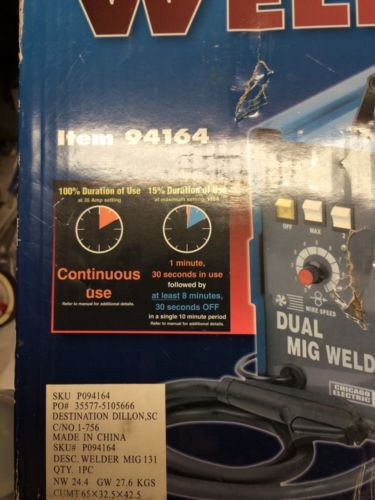 WEL
Item 94164
100% Duration of Use
at 35 Amp setting
Continuous
use
Refer to manual for additional details.
15% Duration of Use
at maximum setting,
1 minute,
30 seconds in use
followed by
at least 8 minutes,
30 seconds OFF
in a single 10 minute period
Refer to manual for additional details.
OFF
MAX
WIRE SPEED
DUAL
MIG WELD
CHICAGO
ELECTRIC
SKU P094164
PO# 35577-5105666
DESTINATION DILLON,SC
C/NO.1-756
MADE IN CHINA
SKU# P094164
DESC.WELDER MIG 131
QTY. 1PC
NW 24.4 GW 27.6 KGS
CUMT 65×32.5×42.5